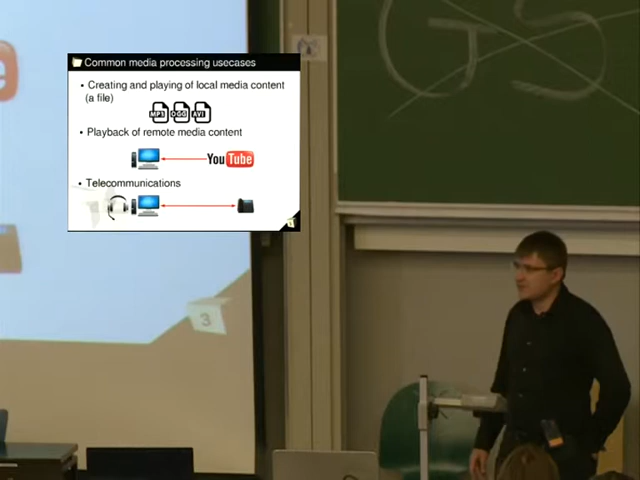 Common media processing usecases
• Creating and playing of local media content
(a file)
MP3 OGG AVI
• Playback of remote media content
YouTube
• Telecommunications
3
GS